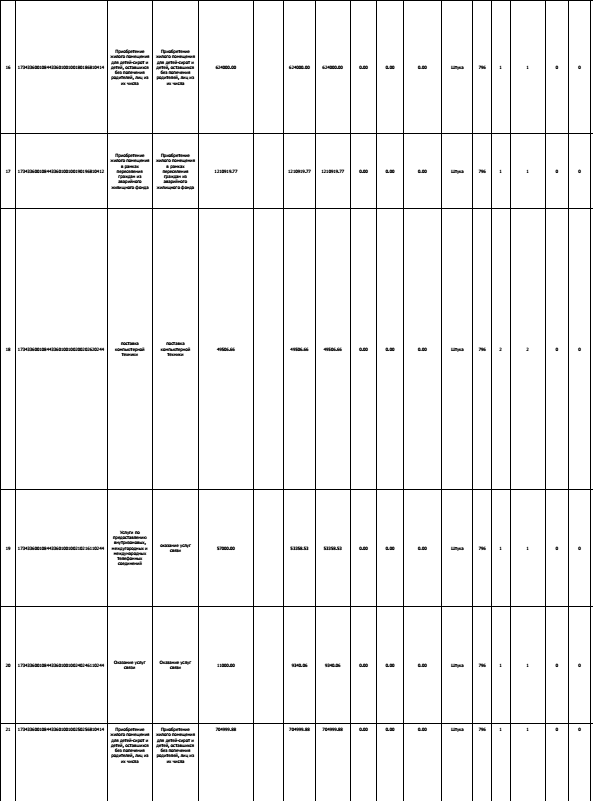 Приобретение Приобретение
жилого помещения жилого помещения
для детей-сирот и для детей-сирот и
детей, оставшихся детей, оставшихся
16 173433600108443360100100180186810414 без попечения без попечения 624000.00 624000.00 624000.00 0.00 0.00 0.00 Штука 796 1 1 0 0
родителей, лиц из родителей, лиц из
их числа их числа
Приобретение Приобретение
жилого помещения жилого помещения
в рамках в рамках
17 173433600108443360100100190196810412 переселения переселения 1210919.77 1210919.77 1210919.77 0.00 0.00 0.00 Штука 796 1 1 0 0
граждан из граждан из
аварийного аварийного
жилищного фонда жилищного фонда
поставка поставка
18 173433600108443360100100200202620244 компьютерной компьютерной 49506.66 49506.66 49506.66 0.00 0.00 0.00 Штука 796 2 2 0 0
техники техники
Услуги по
предоставлению
внутризоновых,
19 173433600108443360100100210216110244 междугородных и оказание услуг связи 57000.00 53358.53 53358.53 0.00 0.00 0.00 Штука 796 1 1 0 0
международных
телефонных
соединений
20 173433600108443360100100240246110244 Оказание услуг Оказание услуг 11000.00 9340.06 9340.06 0.00 0.00 0.00 Штука 796 1 1 0 0
связи связи
21 173433600108443360100100250256810414 Приобретение Приобретение 704999.88 704999.88 704999.88 0.00 0.00 0.00 Штука 796 1 1 0 0
жилого помещения жилого помещения
для детей-сирот и для детей-сирот и
детей, оставшихся детей, оставшихся
без попечения без попечения
родителей, лиц из родителей, лиц из
их числа их числа